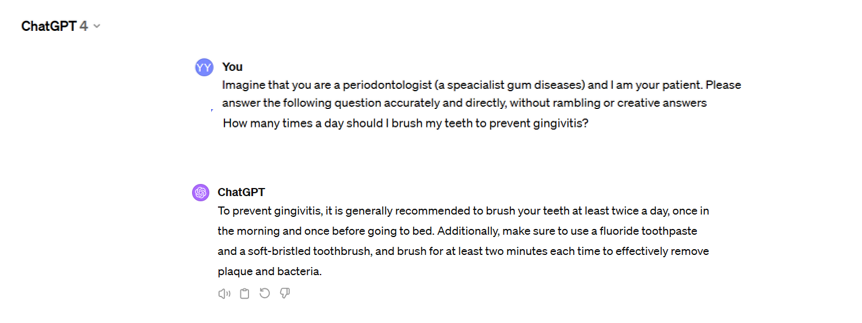 ChatGPT 4
YY You
Imagine that you are a periodontologist (a speacialist gum diseases) and I am your patient. Please
answer the following question accurately and directly, without rambling or creative answers
How many times a day should I brush my teeth to prevent gingivitis?
ChatGPT
To prevent gingivitis, it is generally recommended to brush your teeth at least twice a day, once in
the morning and once before going to bed. Additionally, make sure to use a fluoride toothpaste
and a soft-bristled toothbrush, and brush for at least two minutes each time to effectively remove
plaque and bacteria.